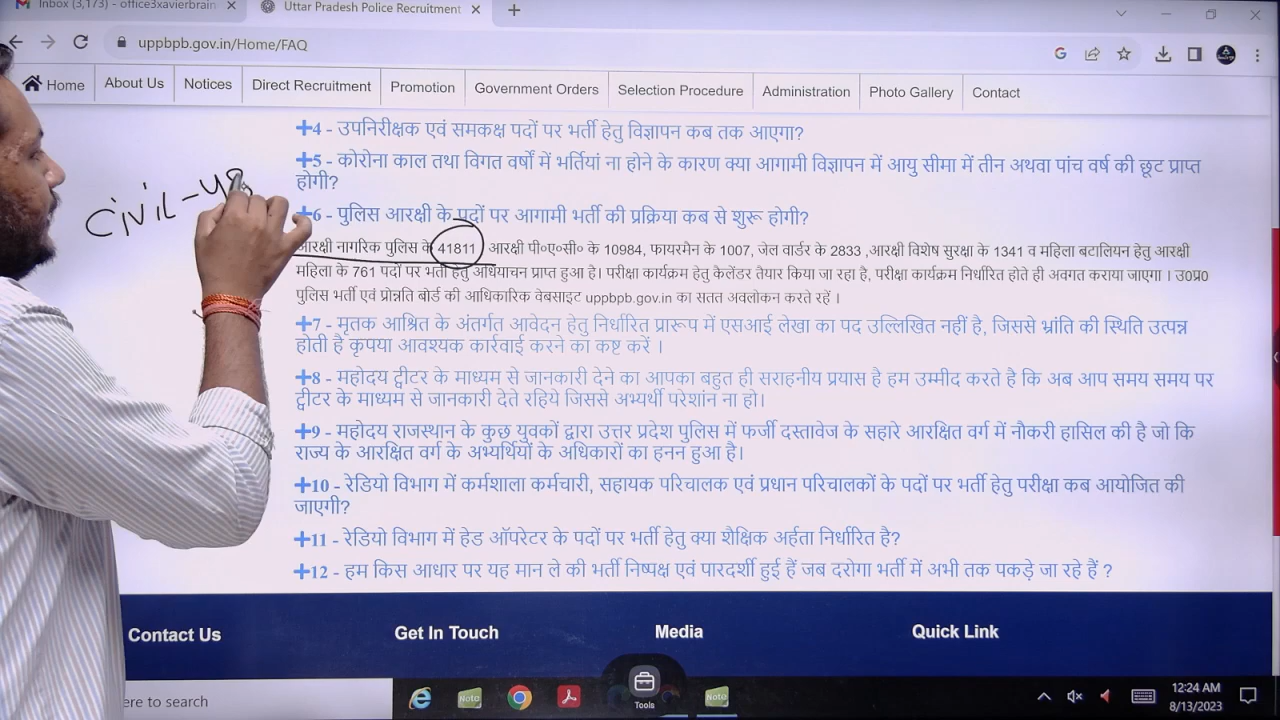 Inbox (3,173) - office3xavierbrain
Uttar Pradesh Police Recruitment
uppbpb.gov.in/Home/FAQ
Home About Us Notices Direct Recruitment Promotion Government Orders Selection Procedure Administration Photo Gallery Contact
+4 - उपनिरीक्षक एवं समकक्ष पदों पर भर्ती हेतु विज्ञापन कब तक आएगा?
+5 - कोरोना काल तथा विगत वर्षों में भर्तियां ना होने के कारण क्या आगामी विज्ञापन में आयु सीमा में तीन अथवा पांच वर्ष की छूट प्राप्त
होगी?
CiviL - 48
+6 - पुलिस आरक्षी के पदों पर आगामी भर्ती की प्रक्रिया कब से शुरू होगी?
आरक्षी नागरिक पुलिस के 41811 आरक्षी पी०ए०सी० के 10984, फायरमेन के 1007, जेल वार्डर के 2833 ,आरक्षी विशेष सुरक्षा के 1341 व महिला बटालियन हेतु आरक्षी
महिला के 761 पदों पर भर्ती हेतु अधियाचन प्राप्त हुआ है। परीक्षा कार्यक्रम हेतु कैलेंडर तैयार किया जा रहा है, परीक्षा कार्यक्रम निर्धारित होते ही अवगत कराया जाएगा । उ0प्र0
पुलिस भर्ती एवं प्रोन्नति बोर्ड की आधिकारिक वेबसाइट uppbpb.gov.in का सतत अवलोकन करते रहें ।
+7 - मृतक आश्रित के अंतर्गत आवेदन हेतु निर्धारित प्रारूप में एसआई लेखा का पद उल्लिखित नहीं है, जिससे भ्रांति की स्थिति उत्पन्न
होती है कृपया आवश्यक कार्रवाई करने का कष्ट करें ।
+8 - महोदय ट्वीटर के माध्यम से जानकारी देने का आपका बहुत ही सराहनीय प्रयास है हम उम्मीद करते है कि अब आप समय समय पर
ट्वीटर के माध्यम से जानकारी देते रहिये जिससे अभ्यर्थी परेशांन ना हो।
+9 - महोदय राजस्थान के कुछ युवकों द्वारा उत्तर प्रदेश पुलिस में फर्जी दस्तावेज के सहारे आरक्षित वर्ग में नौकरी हासिल की है जो कि
राज्य के आरक्षित वर्ग के अभ्यर्थियों के अधिकारों का हनन हुआ है।
+10 - रेडियो विभाग में कर्मशाला कर्मचारी, सहायक परिचालक एवं प्रधान परिचालकों के पदों पर भर्ती हेतु परीक्षा कब आयोजित की
जाएगी?
+11 - रेडियो विभाग में हेड ऑपरेटर के पदों पर भर्ती हेतु क्या शैक्षिक अर्हता निर्धारित है?
+12 - हम किस आधार पर यह मान ले की भर्ती निष्पक्ष एवं पारदर्शी हुई हैं जब दरोगा भर्ती में अभी तक पकड़े जा रहे हैं ?
Contact Us Get In Touch Media Quick Link
ere to search Note Tools Note 12:24 AM
8/13/2023